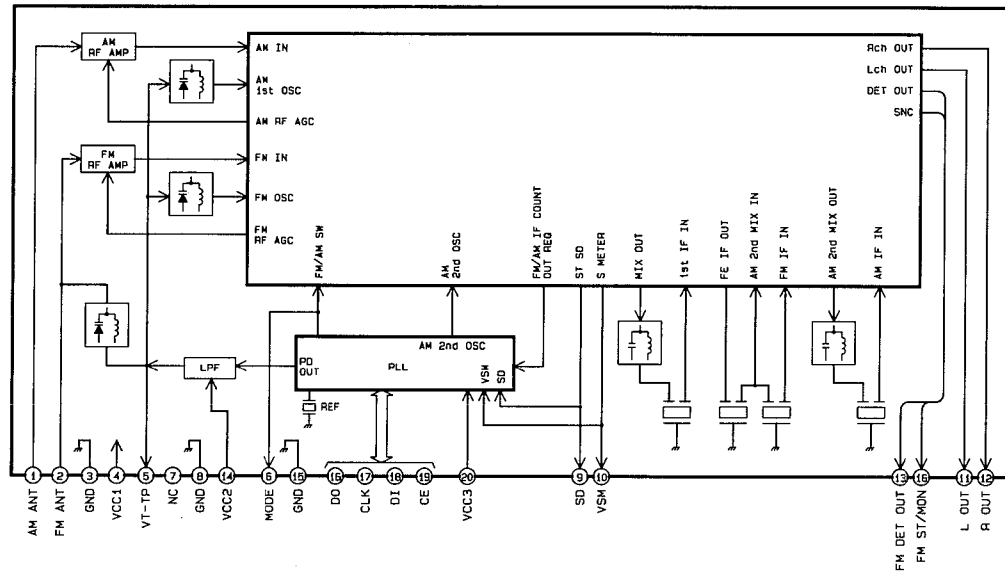 AM
RF AMP
AM IN
AM
1st OSC
AM RF AGC
FM
RF AMP
FM IN
FM OSC
FM
RF AGC
Rch OUT
Lch OUT
DET OUT
SNC
FM/AM SW
AM
2nd OSC
FM/AM IF COUNT
OUT REQ
ST SD
S METER
MIX OUT
1st IF IN
FE IF OUT
AM 2nd MIX IN
FM IF IN
AM 2nd MIX OUT
AM IF IN
LPF
PD
OUT
AM 2nd OSC
PLL
VSM
SD
REF
1
2
3
4
5
7
8
14
6
15
16
17
18
19
20
9
10
13
16
11
12
AM ANT
FM ANT
GND
VCC1
VT-TP
NC
GND
VCC2
MODE
GND
DO
CLK
DI
CE
VCC3
SD
VSM
FM DET OUT
FM ST/MON
L OUT
R OUT